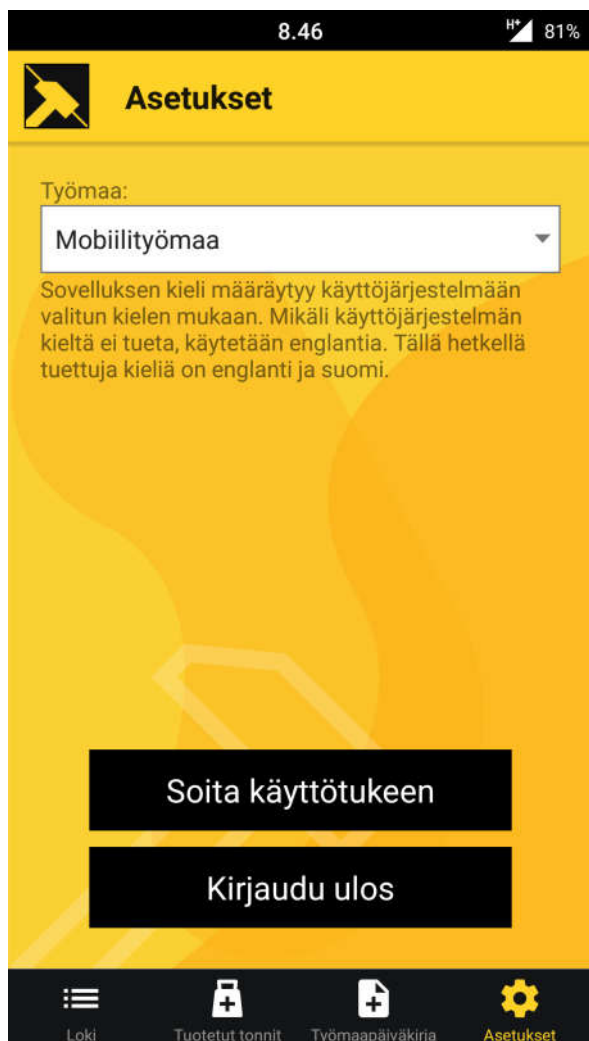 8.46 H+ 81%
Asetukset
Työmaa:
Mobiilityömaa
Sovelluksen kieli määräytyy käyttöjärjestelmään
valitun kielen mukaan. Mikäli käyttöjärjestelmän
kieltä ei tueta, käytetään englantia. Tällä hetkellä
tuettuja kieliä on englanti ja suomi.
Soita käyttötukeen
Kirjaudu ulos
Loki Tuotetut tonnit Työmaapäiväkirja Asetukset